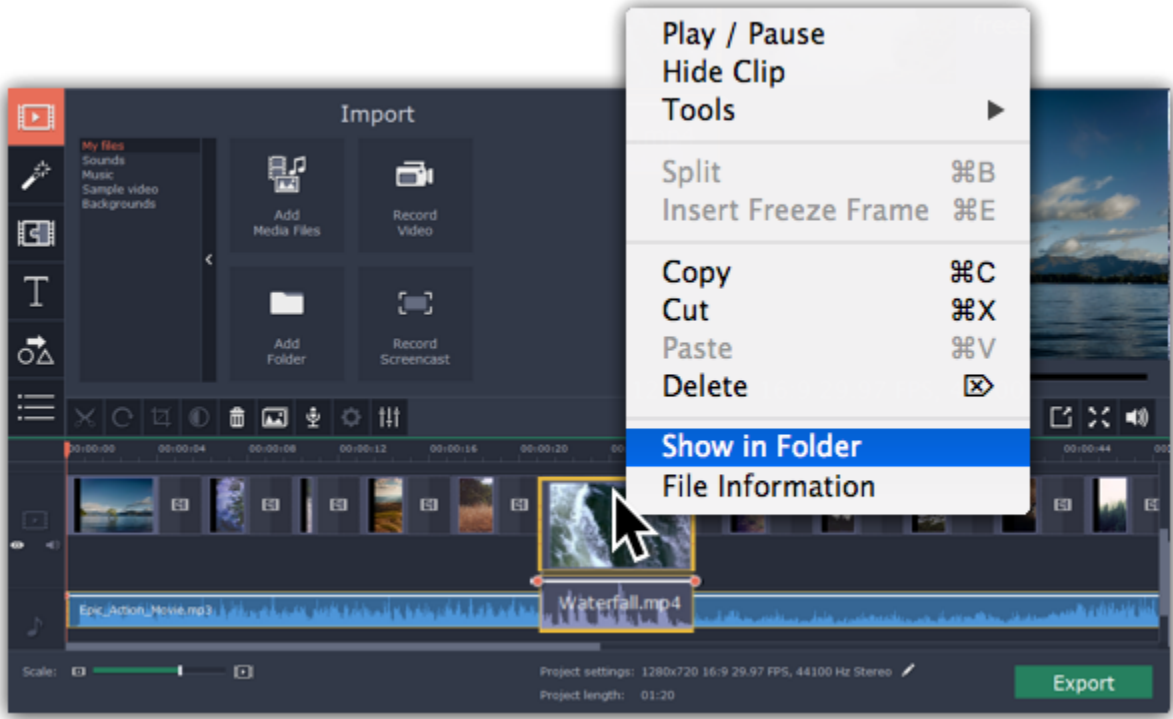 Play / Pause
Hide Clip
Tools
Split ⌘B
Insert Freeze Frame ⌘E
Copy ⌘C
Cut ⌘X
Paste ⌘V
Delete ⌦
Show in Folder
File Information
Import
My files
Sounds
Music
Sample video
Backgrounds
Add
Media Files
Record
Video
Add
Folder
Record
Screencast
00:00:00 00:00:04 00:00:08 00:00:12 00:00:16 00:00:20 00:00:44
Epic_Action_Movie.mp3
Waterfall.mp4
Scale:
Project settings: 1280x720 16:9 29.97 FPS, 44100 Hz Stereo
Project length: 01:20
Export